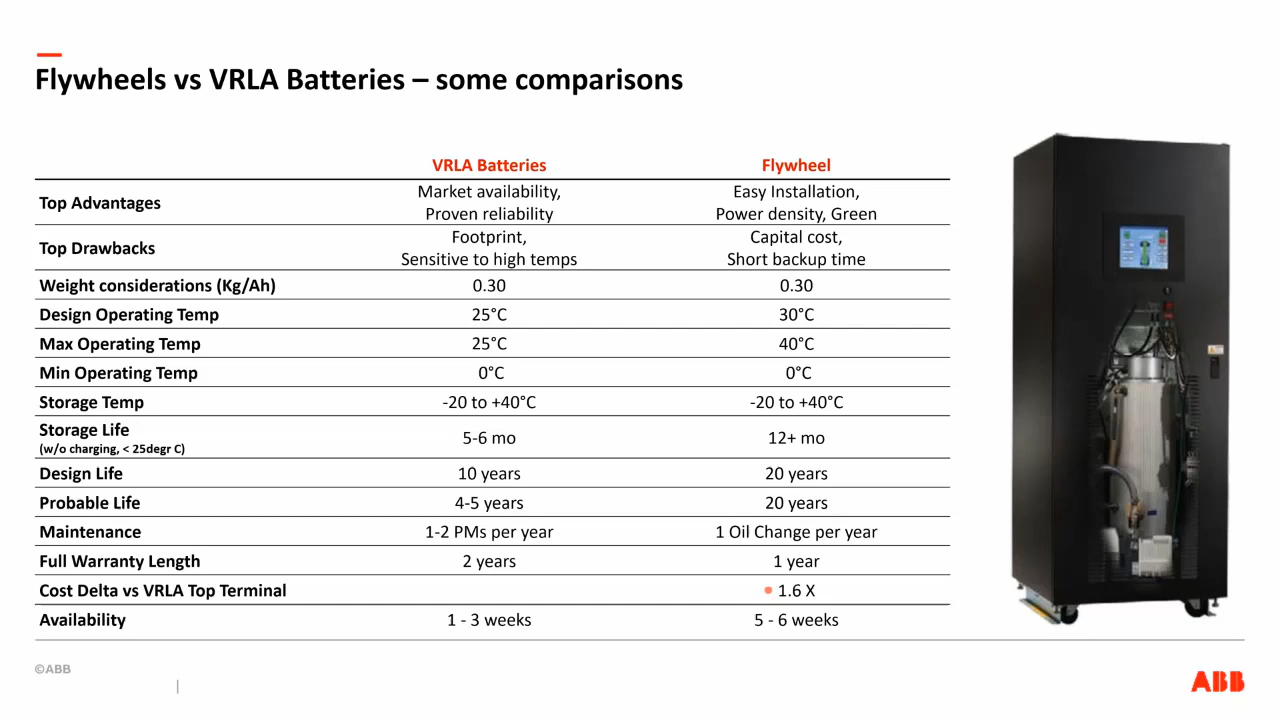 Flywheels vs VRLA Batteries – some comparisons
VRLA Batteries Flywheel
Top Advantages Market availability, Proven reliability Easy Installation, Power density, Green
Top Drawbacks Footprint, Sensitive to high temps Capital cost, Short backup time
Weight considerations (Kg/Ah) 0.30 0.30
Design Operating Temp 25°C 30°C
Max Operating Temp 25°C 40°C
Min Operating Temp 0°C 0°C
Storage Temp -20 to +40°C -20 to +40°C
Storage Life (w/o charging, < 25degr C) 5-6 mo 12+ mo
Design Life 10 years 20 years
Probable Life 4-5 years 20 years
Maintenance 1-2 PMs per year 1 Oil Change per year
Full Warranty Length 2 years 1 year
Cost Delta vs VRLA Top Terminal 1.6 X
Availability 1 - 3 weeks 5 - 6 weeks
©ABB
|
ABB